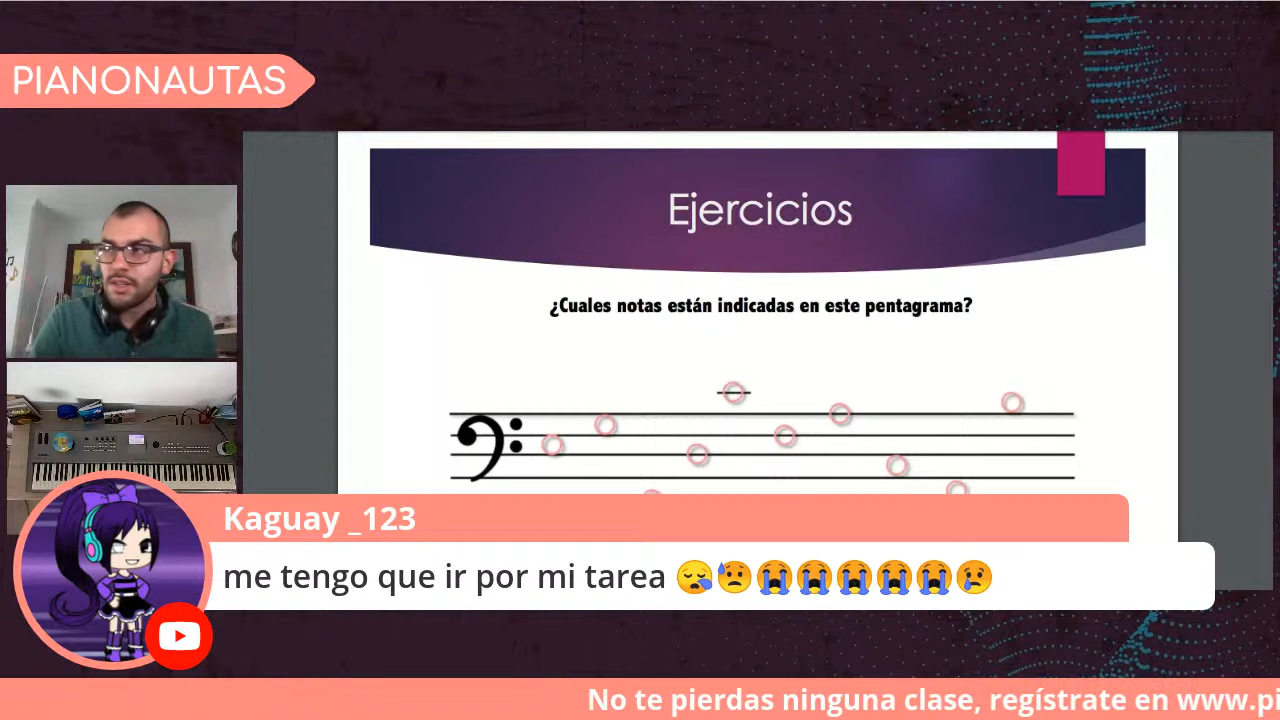 PIANONAUTAS
Ejercicios
¿Cuales notas están indicadas en este pentagrama?
Kaguay _123
me tengo que ir por mi tarea 😪😓😭😭😭😭😭😢
No te pierdas ninguna clase, regístrate en www.pi